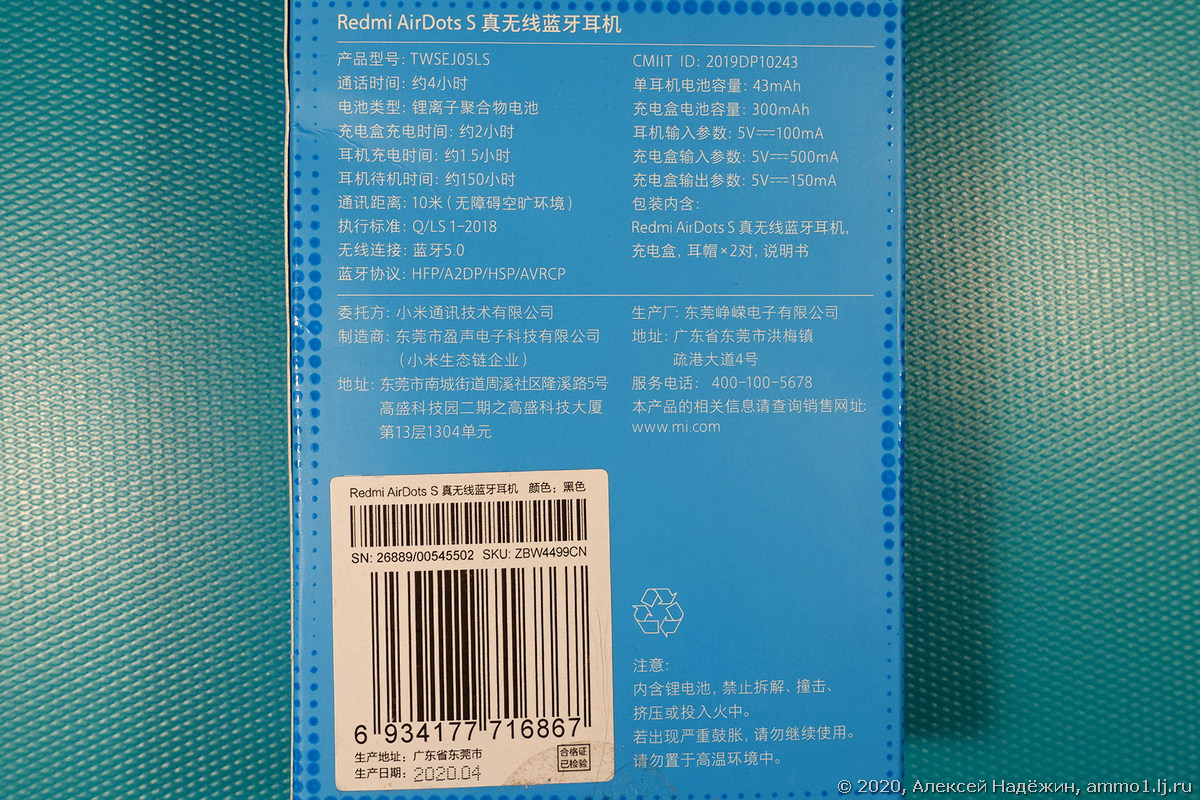 Redmi AirDots S 真无线蓝牙耳机
产品型号: TWSEJ05LS
通话时间: 约4小时
电池类型: 锂离子聚合物电池
充电盒充电时间: 约2小时
耳机充电时间: 约1.5小时
耳机待机时间: 约150小时
通讯距离: 10米 (无障碍空旷环境)
执行标准: Q/LS 1-2018
无线连接: 蓝牙5.0
蓝牙协议: HFP/A2DP/HSP/AVRCP
CMIIT ID: 2019DP10243
单耳机电池容量: 43mAh
充电盒电池容量: 300mAh
耳机输入参数: 5V⎓100mA
充电盒输入参数: 5V⎓500mA
充电盒输出参数: 5V⎓150mA
包装内含:
Redmi AirDots S 真无线蓝牙耳机,
充电盒, 耳帽×2对, 说明书
委托方: 小米通讯技术有限公司
制造商: 东莞市盈声电子科技有限公司
(小米生态链企业)
地址: 东莞市南城街道周溪社区隆溪路5号
高盛科技园二期之高盛科技大厦
第13层1304单元
生产厂: 东莞峥嵘电子有限公司
地址: 广东省东莞市洪梅镇
疏港大道4号
服务电话: 400-100-5678
本产品的相关信息请查询销售网址:
www.mi.com
Redmi AirDots S 真无线蓝牙耳机 颜色: 黑色
SN: 26889/00545502 SKU: ZBW4499CN
6 934177 716867
生产地址: 广东省东莞市
生产日期: 2020.04
合格证
已检验
注意:
内含锂电池, 禁止拆解、撞击、
挤压或投入火中。
若出现严重鼓胀, 请勿继续使用。
请勿置于高温环境中。
© 2020, Алексей Надёжин, ammo1.lj.ru